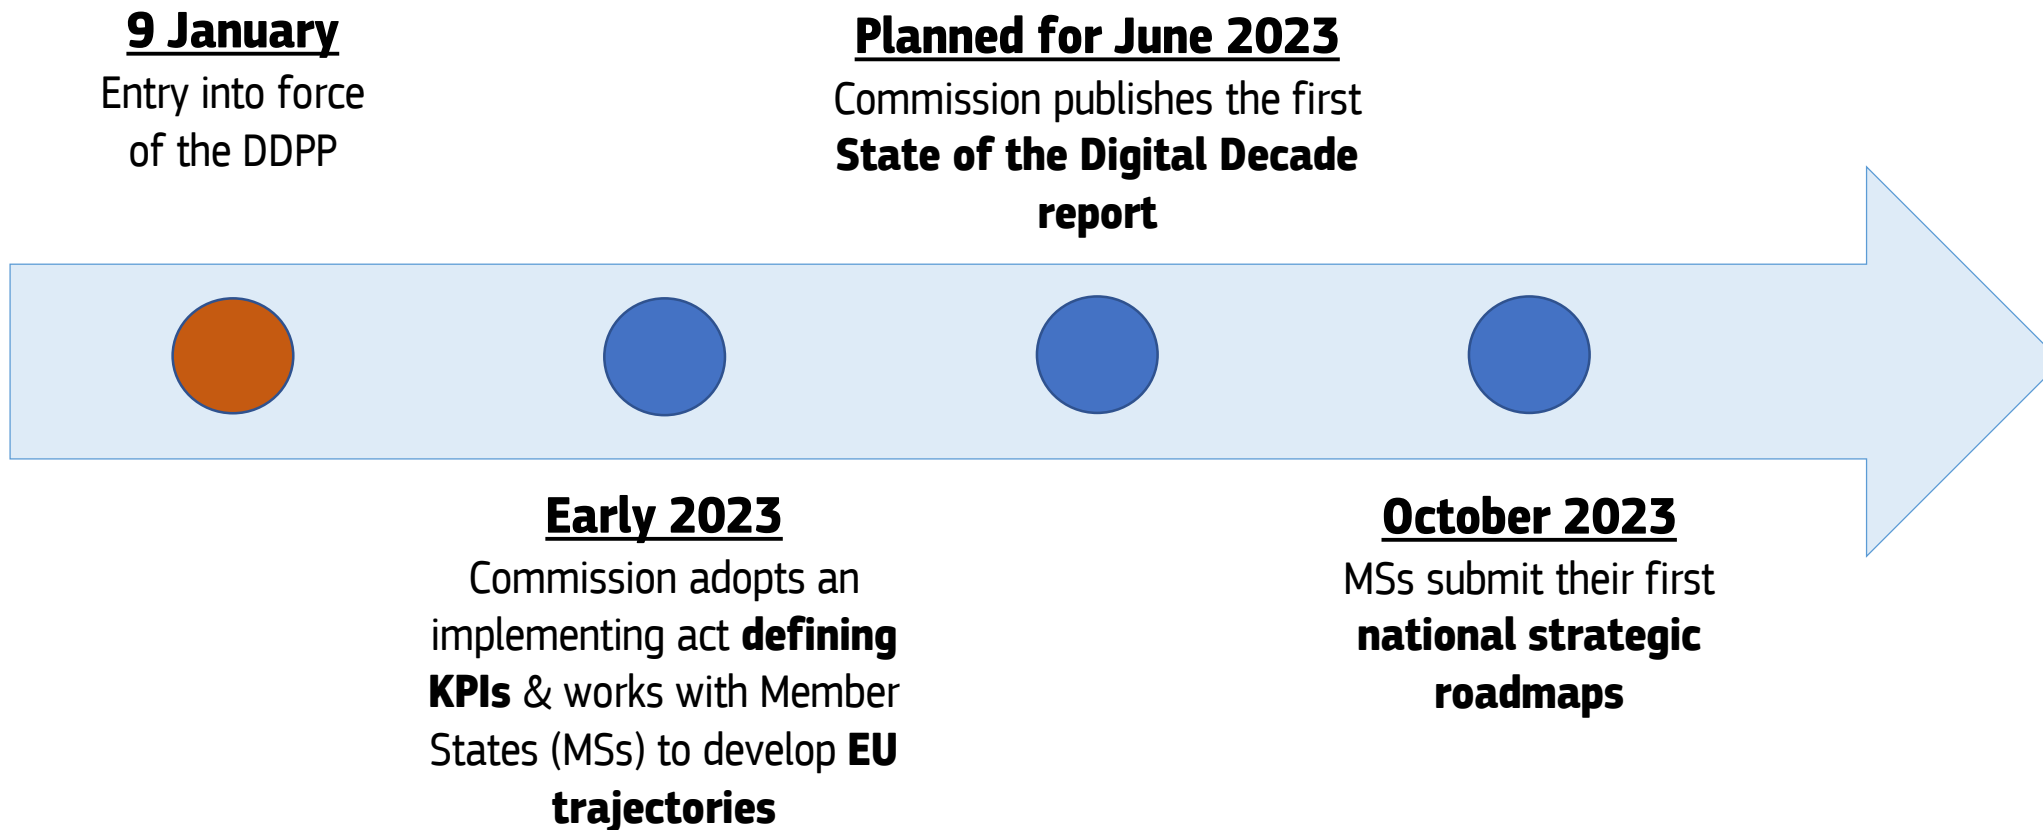 9 January
Entry into force
of the DDPP
Early 2023
Commission adopts an
implementing act defining
KPIs & works with Member
States (MSs) to develop EU
trajectories
Planned for June 2023
Commission publishes the first
State of the Digital Decade
report
October 2023
MSs submit their first
national strategic
roadmaps